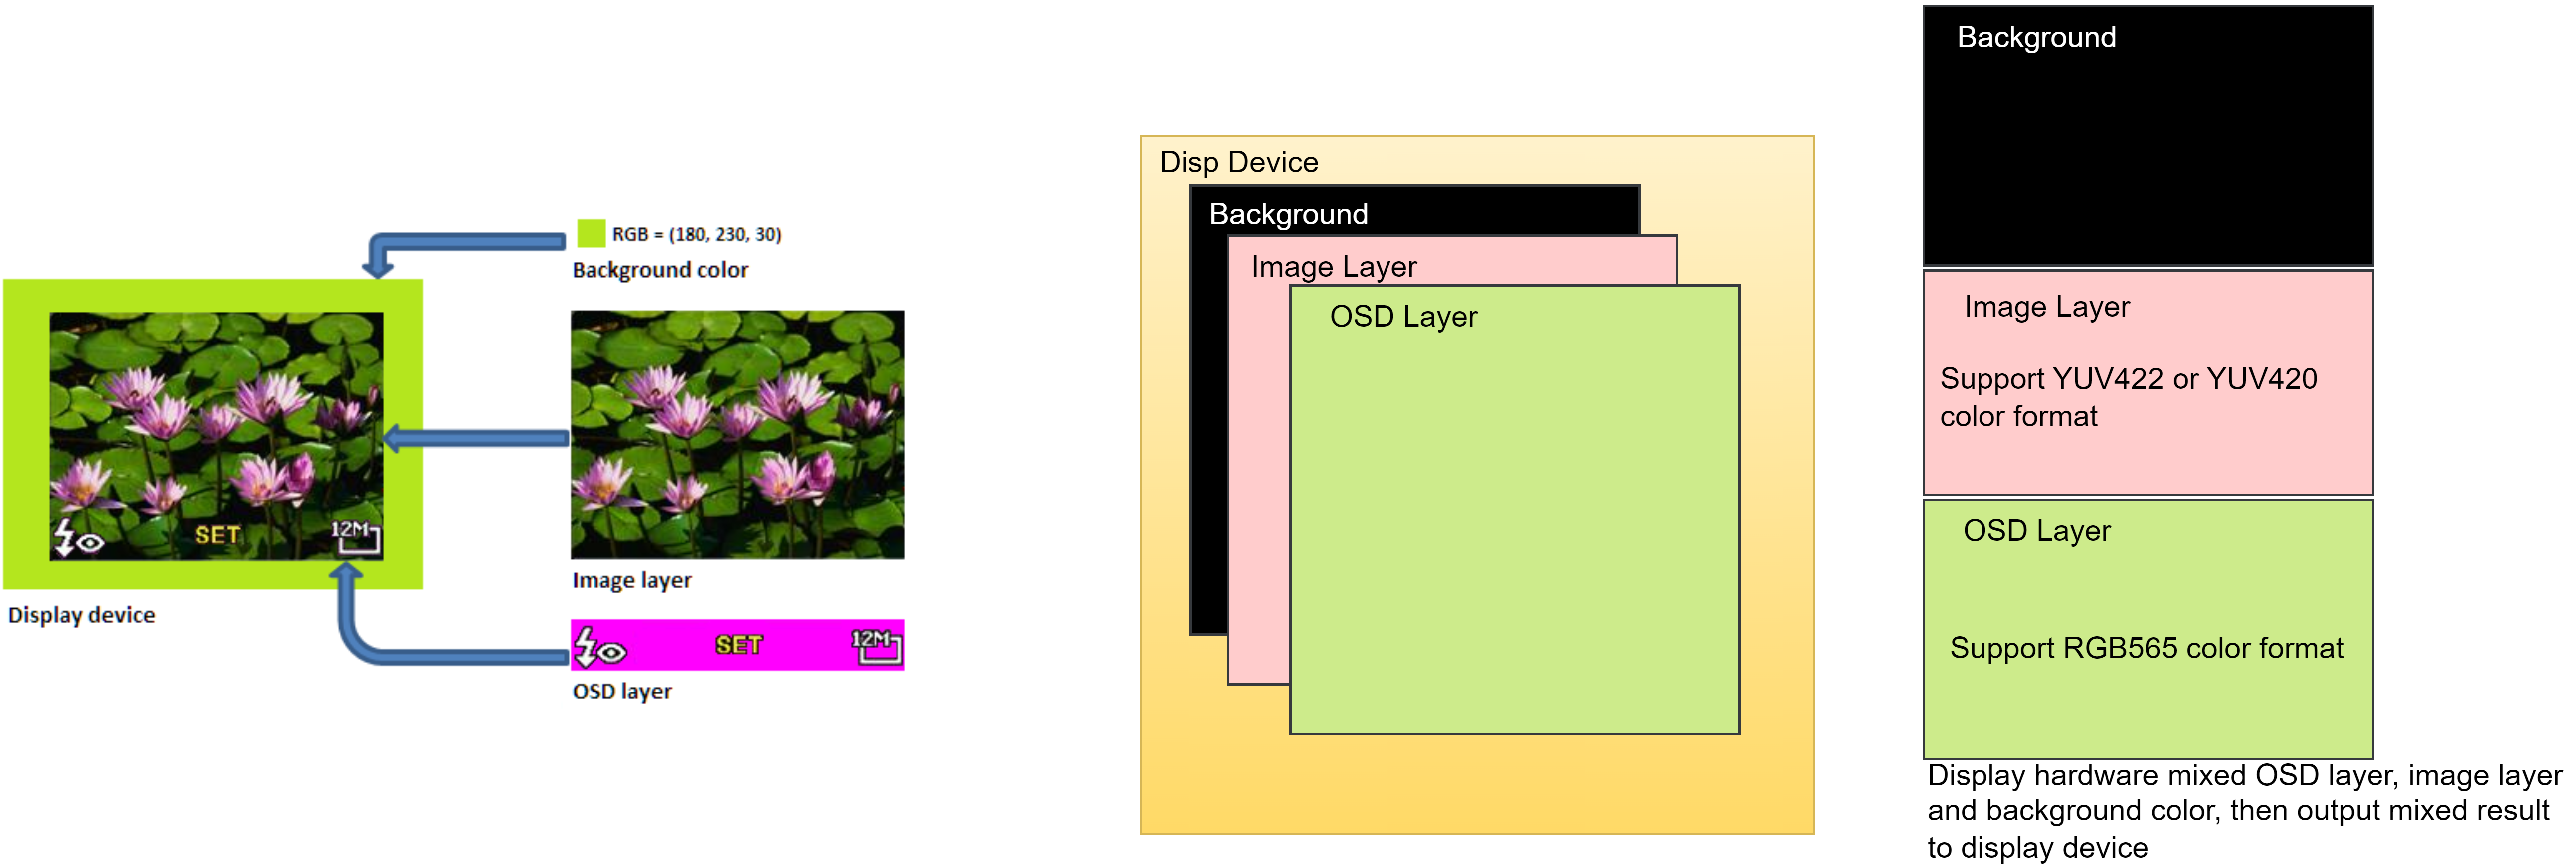 RGB = (180, 230, 30)
Background color
SET
12M
Display device
Image layer
SET
12M
OSD layer
Disp Device
Background
Image Layer
OSD Layer
Background
Image Layer
Support YUV422 or YUV420
color format
OSD Layer
Support RGB565 color format
Display hardware mixed OSD layer, image layer
and background color, then output mixed result
to display device